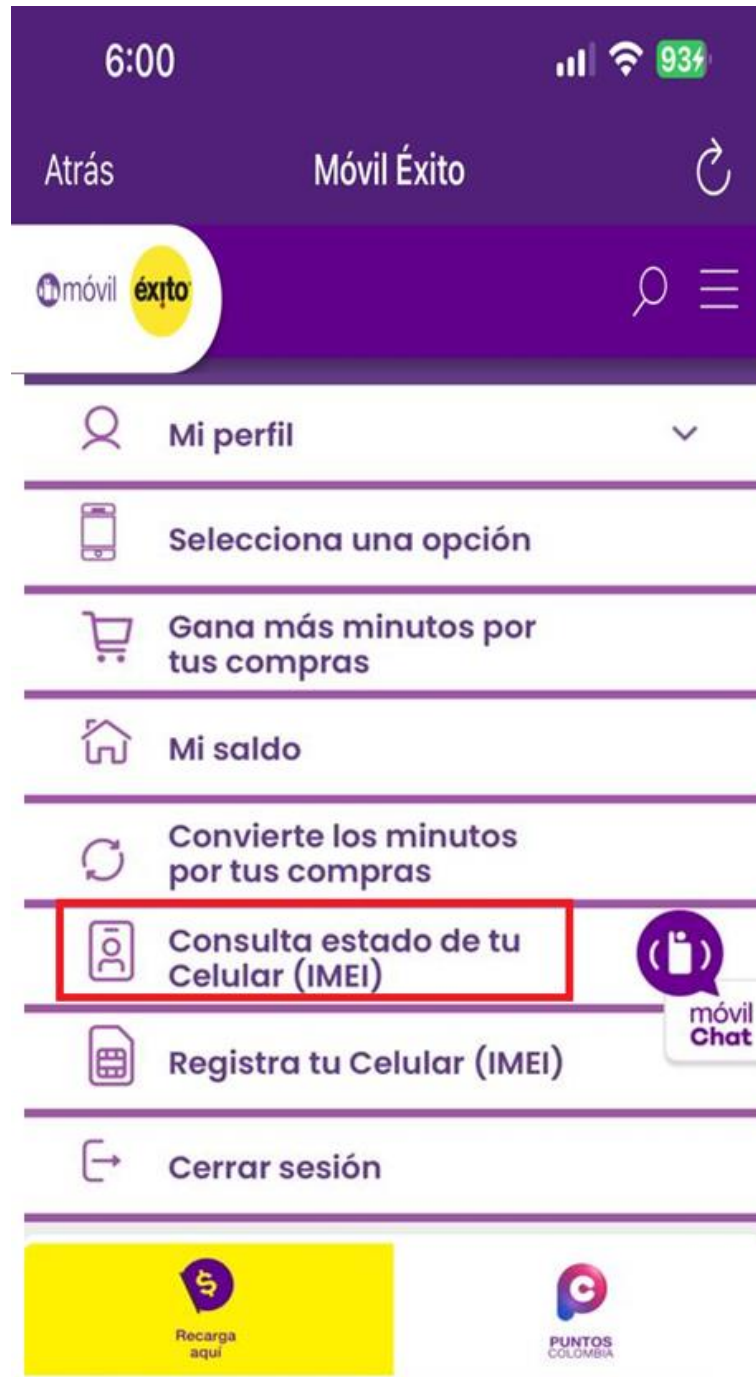 6:00
93
Atrás
Móvil Éxito
móvil éxito
Mi perfil
Selecciona una opción
Gana más minutos por
tus compras
Mi saldo
Convierte los minutos
por tus compras
Consulta estado de tu
Celular (IMEI)
móvil
Chat
Registra tu Celular (IMEI)
Cerrar sesión
$
Recarga
aquí
PUNTOS
COLOMBIA